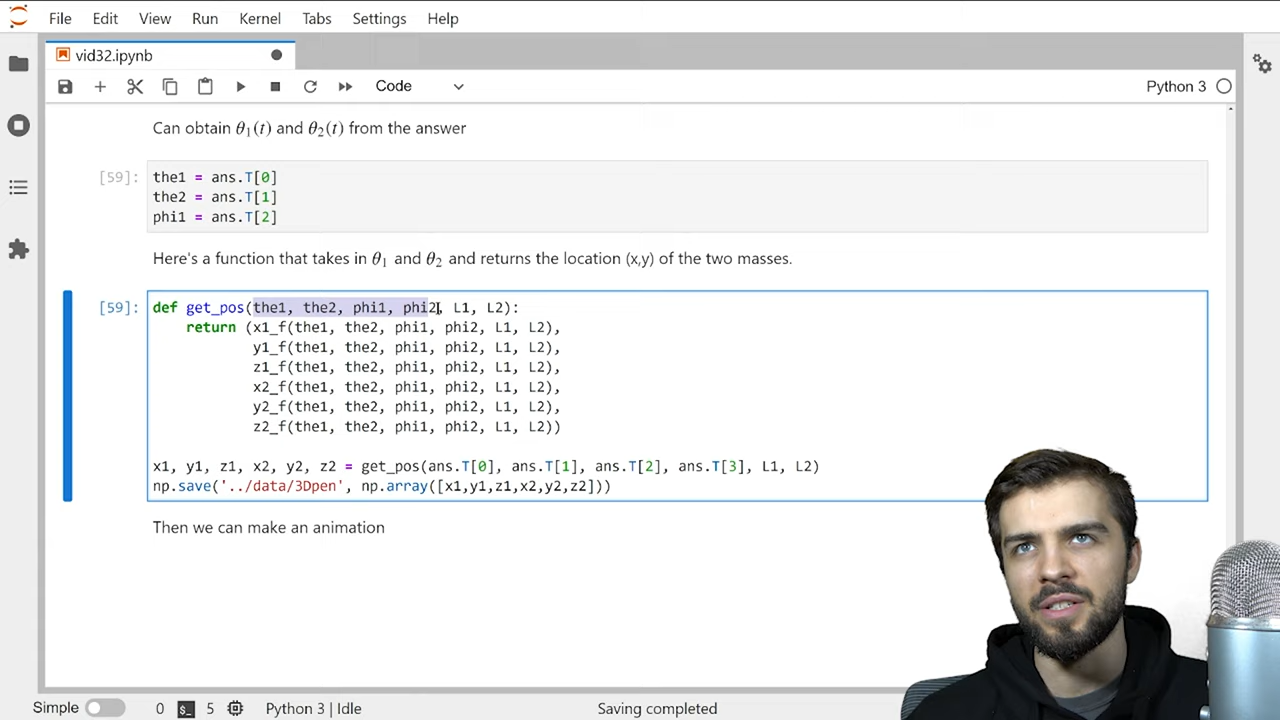 File Edit View Run Kernel Tabs Settings Help
vid32.ipynb
Code
Python 3
Can obtain θ1(t) and θ2(t) from the answer
[59]:
the1 = ans.T[0]
the2 = ans.T[1]
phi1 = ans.T[2]
Here's a function that takes in θ1 and θ2 and returns the location (x,y) of the two masses.
[59]:
def get_pos(the1, the2, phi1, phi2, L1, L2):
return (x1_f(the1, the2, phi1, phi2, L1, L2),
y1_f(the1, the2, phi1, phi2, L1, L2),
z1_f(the1, the2, phi1, phi2, L1, L2),
x2_f(the1, the2, phi1, phi2, L1, L2),
y2_f(the1, the2, phi1, phi2, L1, L2),
z2_f(the1, the2, phi1, phi2, L1, L2))
x1, y1, z1, x2, y2, z2 = get_pos(ans.T[0], ans.T[1], ans.T[2], ans.T[3], L1, L2)
np.save('../data/3Dpen', np.array([x1,y1,z1,x2,y2,z2]))
Then we can make an animation
Simple 0 $_ 5 Python 3 | Idle Saving completed